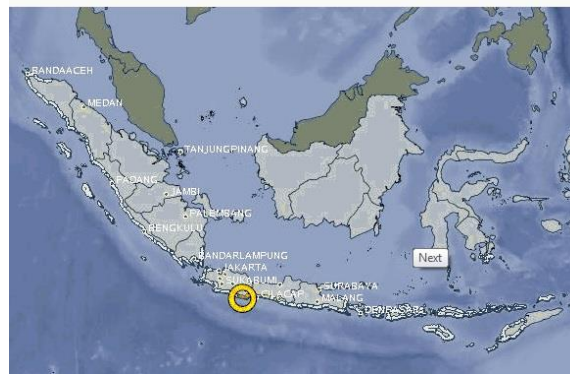 BANDAACEH
MEDAN
TANJUNGPINANG
PADANG
JAMBI
PALEMBANG
BENGKULU
BANDARLAMPUNG
JAKARTA
SUKABUMI
CILACAP
SURABAYA
MALANG
DENPASAR
Next